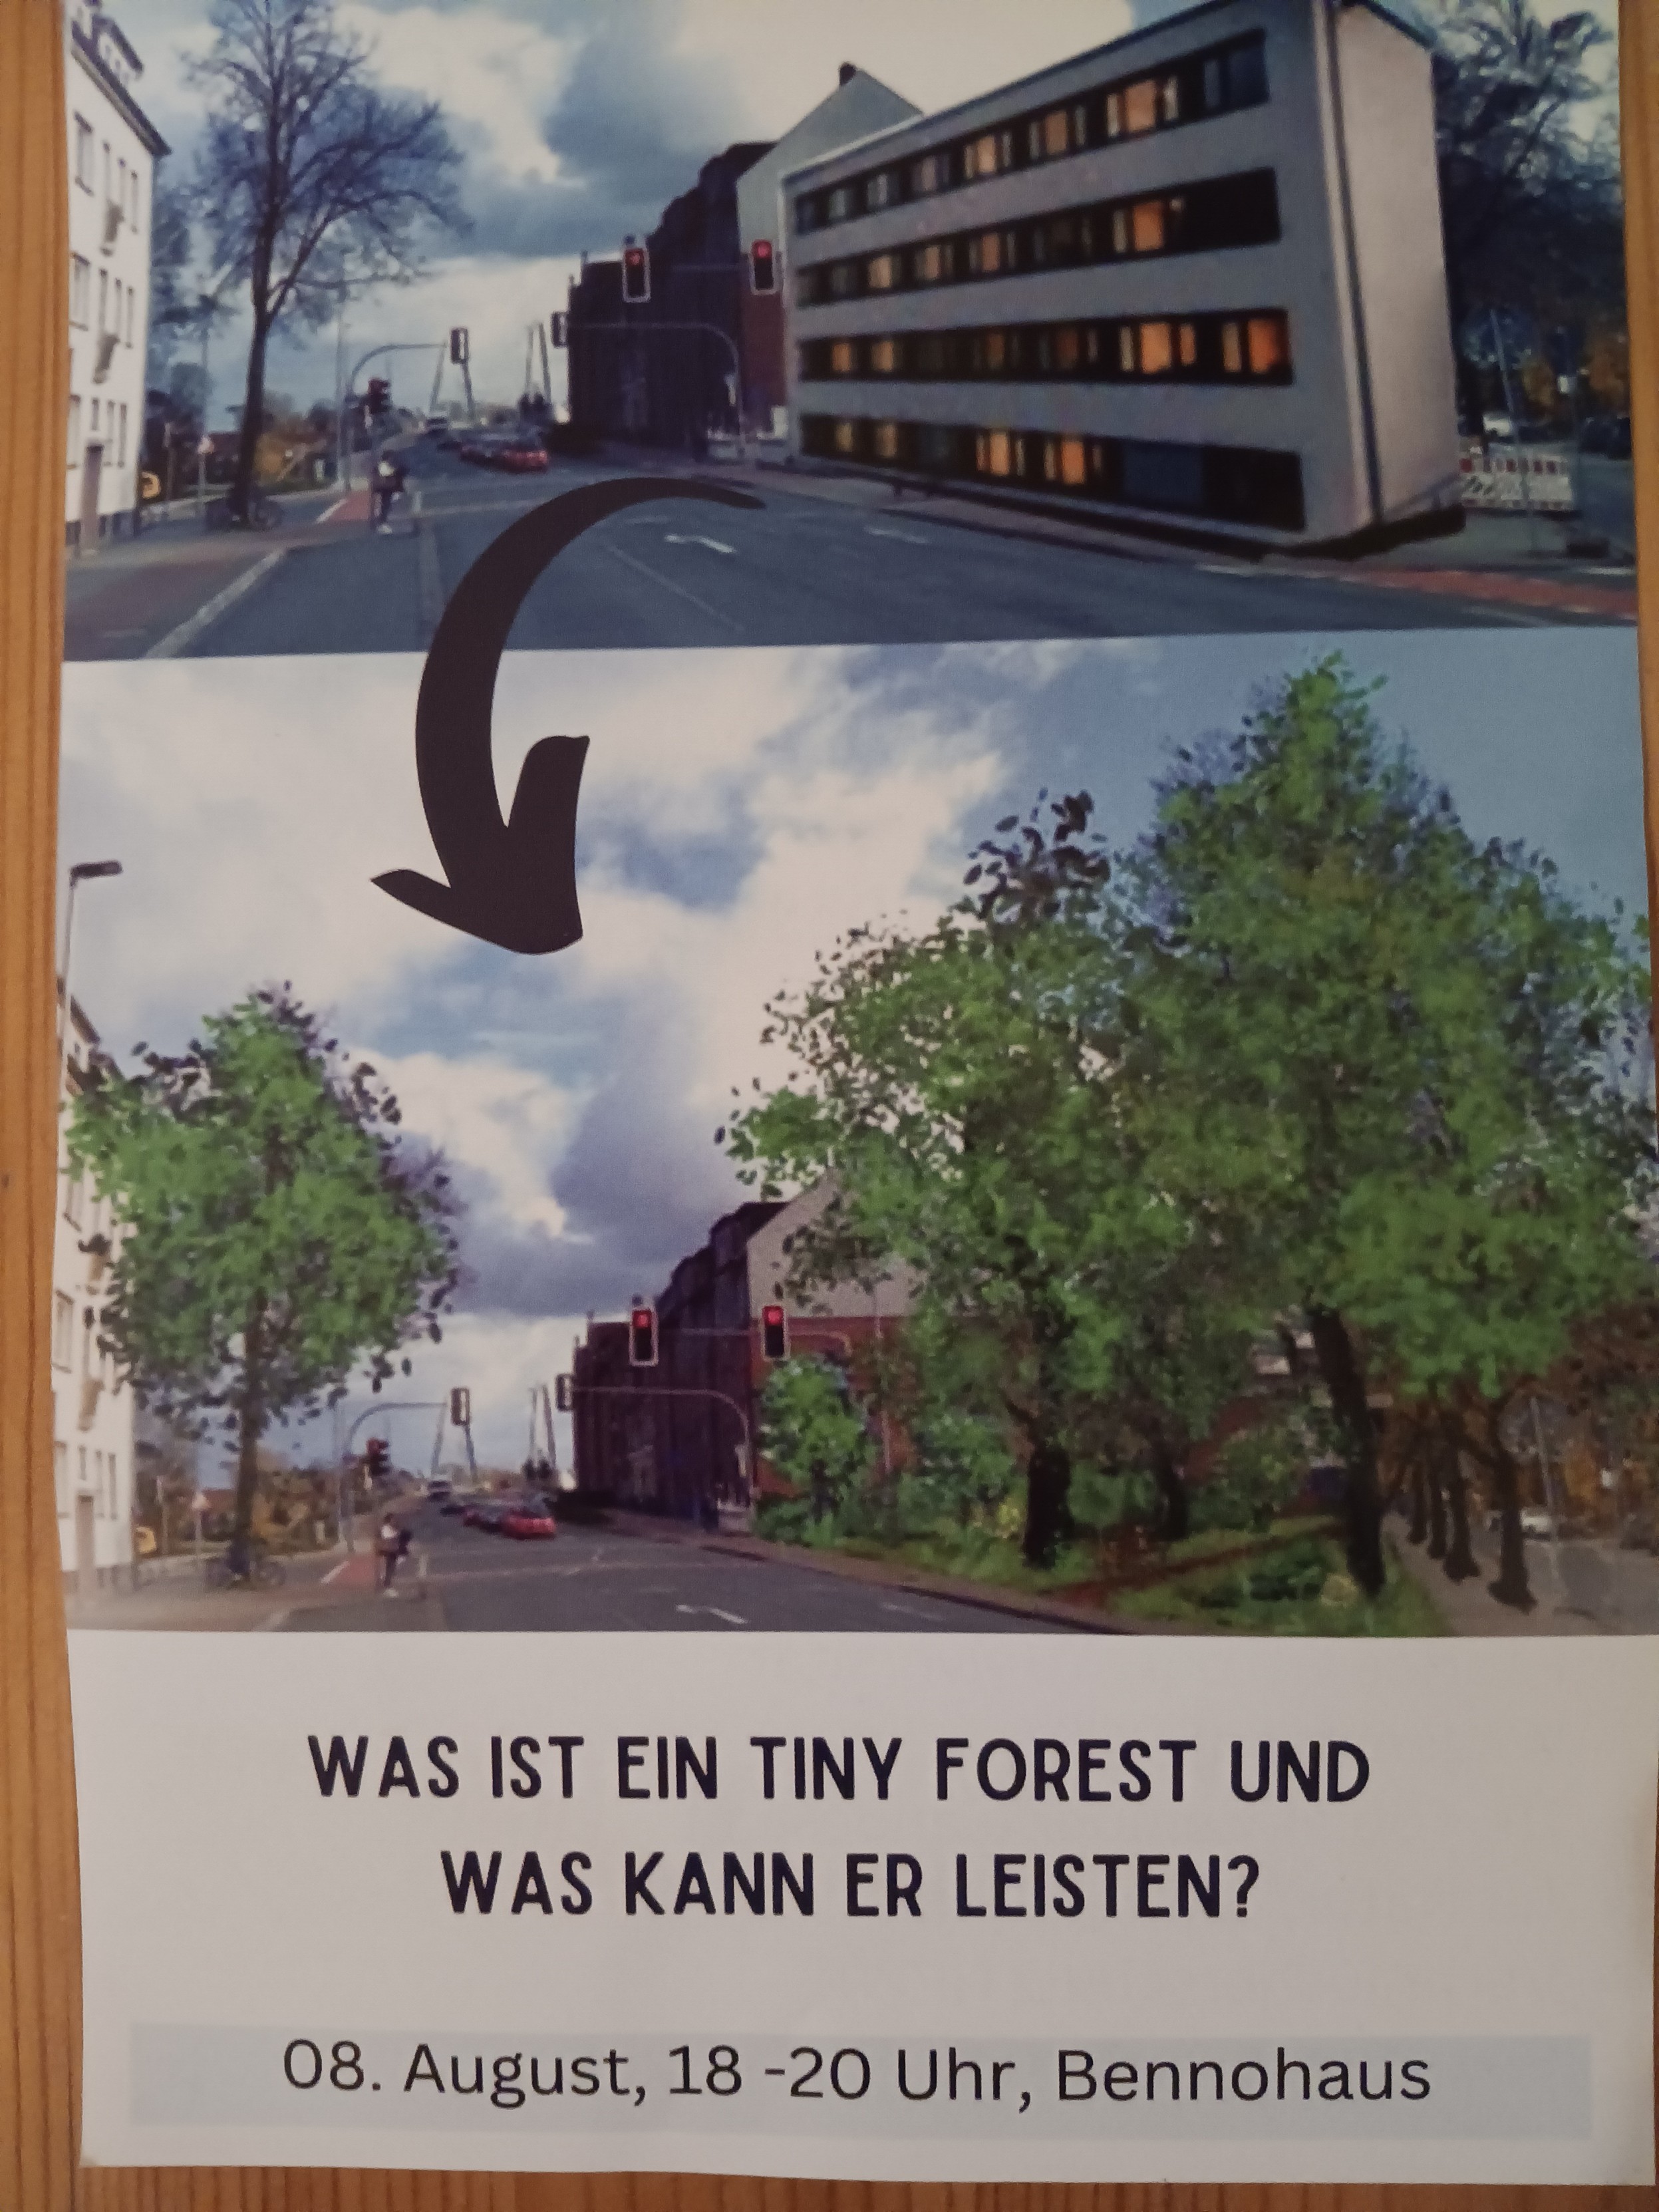 WAS IST EIN TINY FOREST UND
WAS KANN ER LEISTEN?
08. August, 18 -20 Uhr, Bennohaus